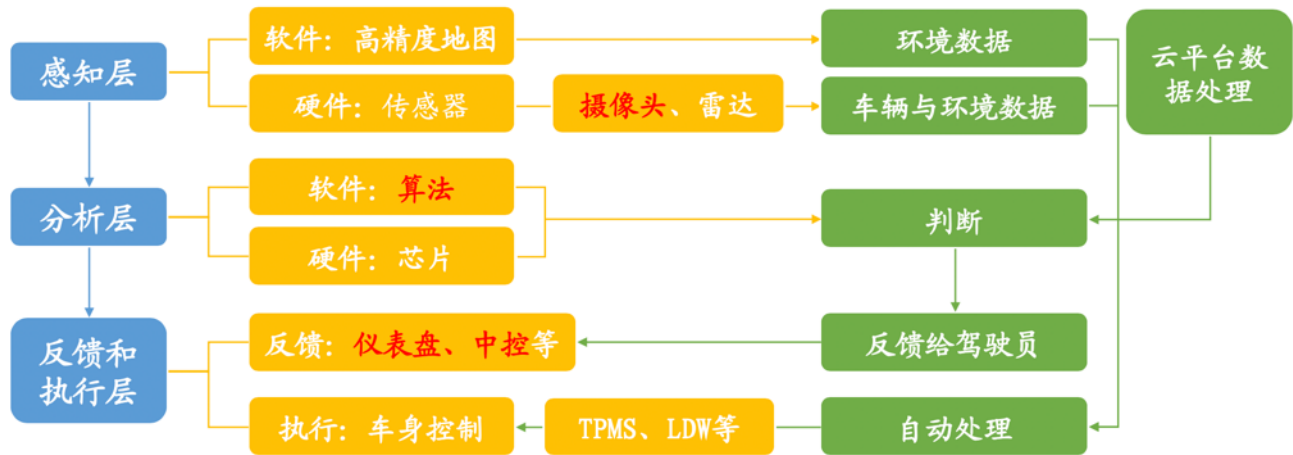 感知层
软件：高精度地图
环境数据
云平台数
据处理
硬件：传感器
摄像头、雷达
车辆与环境数据
分析层
软件：算法
硬件：芯片
判断
反馈和
执行层
反馈：仪表盘、中控等
反馈给驾驶员
执行：车身控制
TPMS、LDW等
自动处理